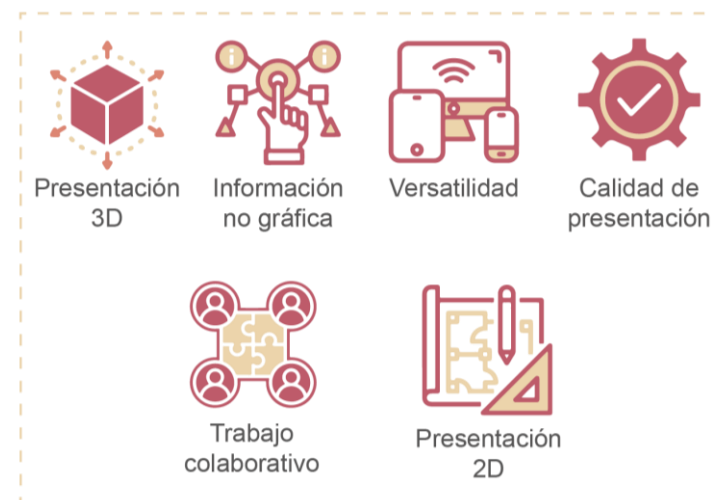 Presentación
3D
Información
no gráfica
Versatilidad
Calidad de
presentación
Trabajo
colaborativo
Presentación
2D